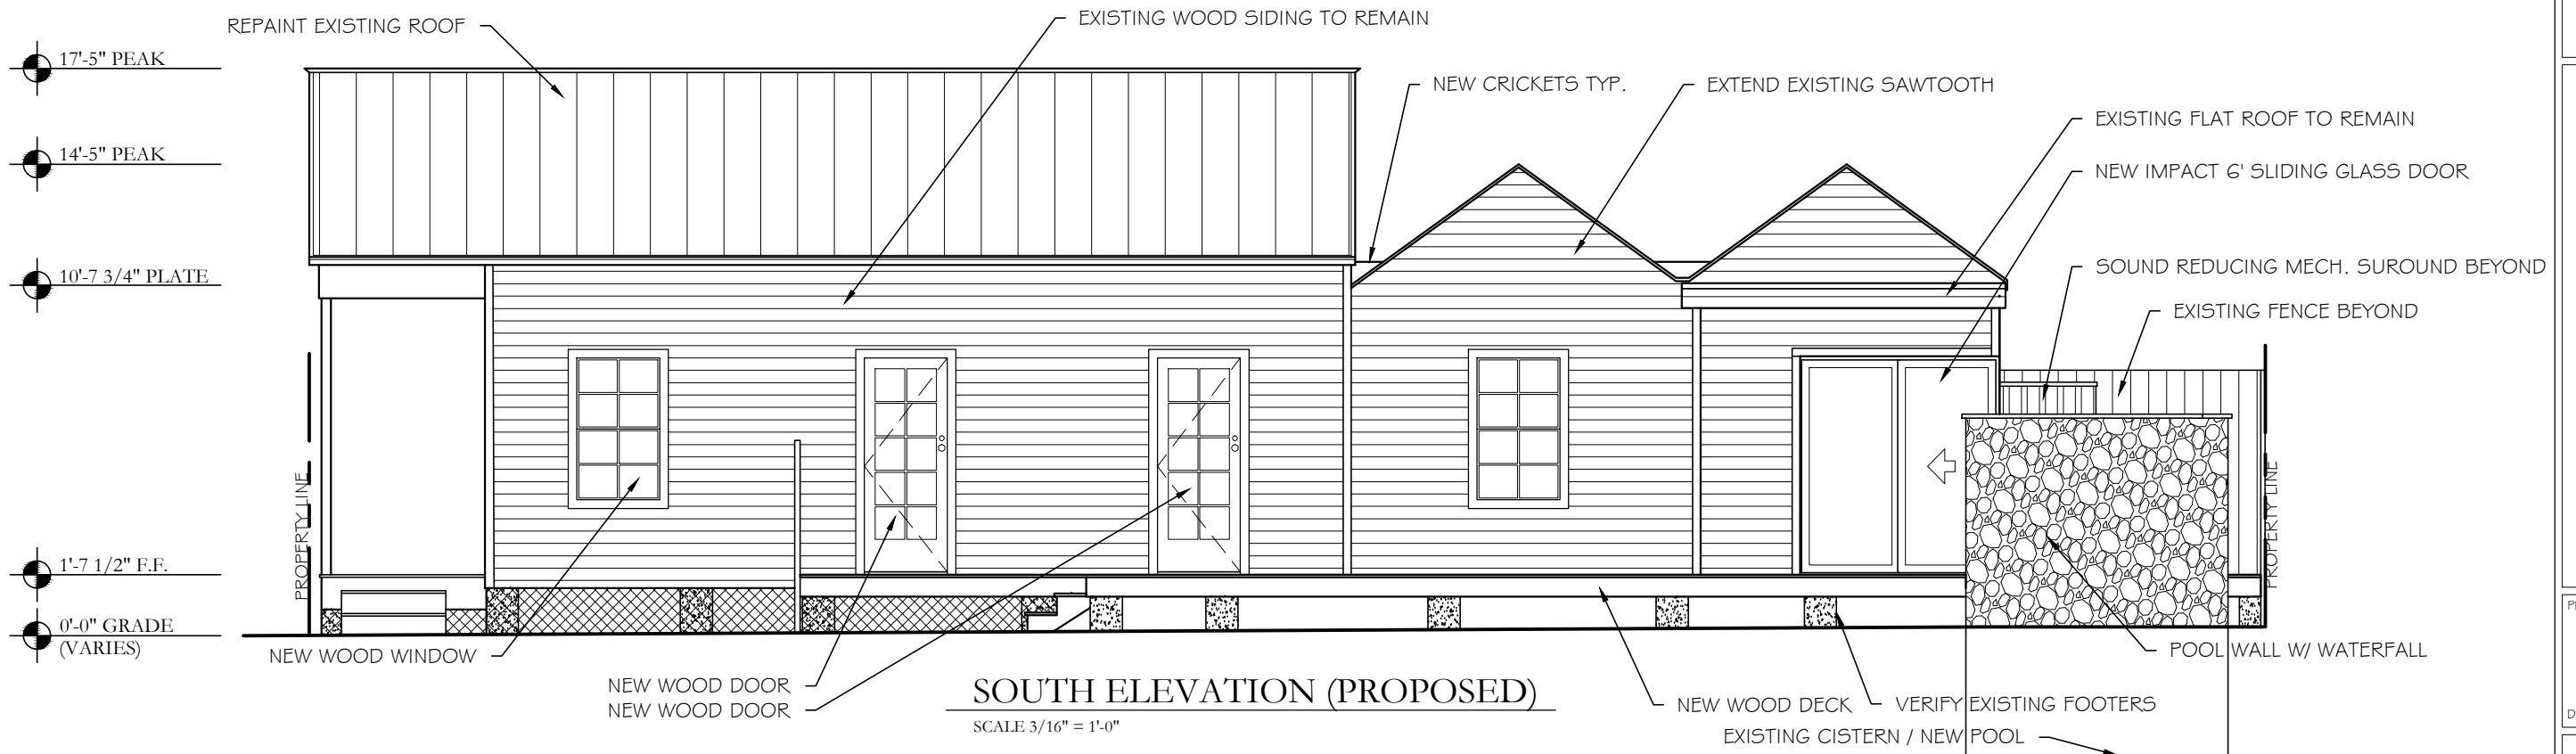 REPAINT EXISTING ROOF
EXISTING WOOD SIDING TO REMAIN
17'-5" PEAK
NEW CRICKETS TYP.
EXTEND EXISTING SAWTOOTH
EXISTING FLAT ROOF TO REMAIN
14'-5" PEAK
NEW IMPACT 6' SLIDING GLASS DOOR
10'-7 3/4" PLATE
SOUND REDUCING MECH. SUROUND BEYOND
EXISTING FENCE BEYOND
PROPERTY LINE
PROPERTY LINE
1'-7 1/2" F.F.
0'-0" GRADE
(VARIES)
NEW WOOD WINDOW
POOL WALL W/ WATERFALL
NEW WOOD DOOR
NEW WOOD DOOR
SOUTH ELEVATION (PROPOSED)
SCALE 3/16" = 1'-0"
NEW WOOD DECK
VERIFY EXISTING FOOTERS
EXISTING CISTERN / NEW POOL